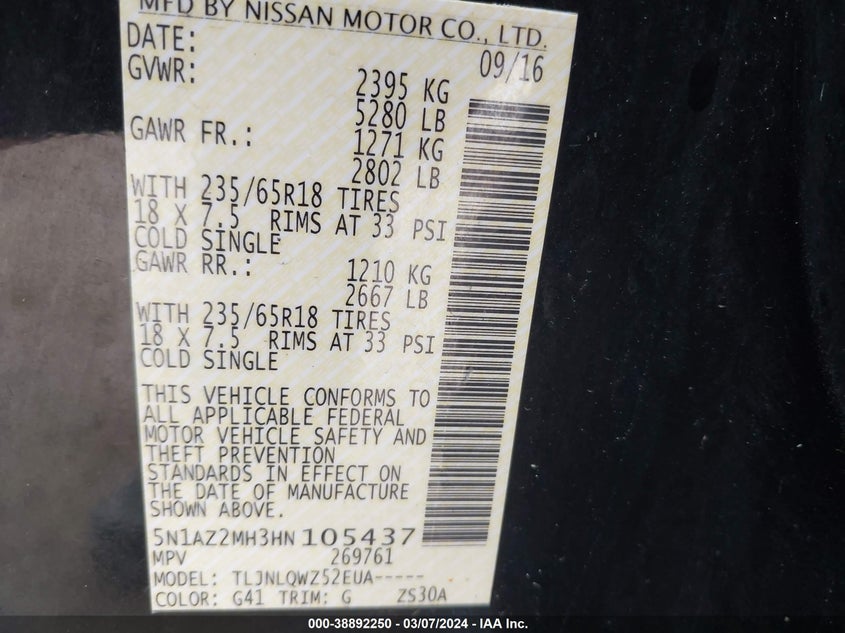 MFD BY NISSAN MOTOR CO., LTD.
DATE: 09/16
GVWR: 2395 KG
5280 LB
GAWR FR.: 1271 KG
2802 LB
WITH 235/65R18 TIRES
18 X 7.5 RIMS AT 33 PSI
COLD SINGLE
GAWR RR.: 1210 KG
2667 LB
WITH 235/65R18 TIRES
18 X 7.5 RIMS AT 33 PSI
COLD SINGLE
THIS VEHICLE CONFORMS TO
ALL APPLICABLE FEDERAL
MOTOR VEHICLE SAFETY AND
THEFT PREVENTION
STANDARDS IN EFFECT ON
THE DATE OF MANUFACTURE
SHOWN ABOVE.
5N1AZ2MH3HN105437
MPV 269761
MODEL: TLJNLQWZ52EUA-----
COLOR: G41 TRIM: G ZS30A
000-38892250 - 03/07/2024 - IAA Inc.